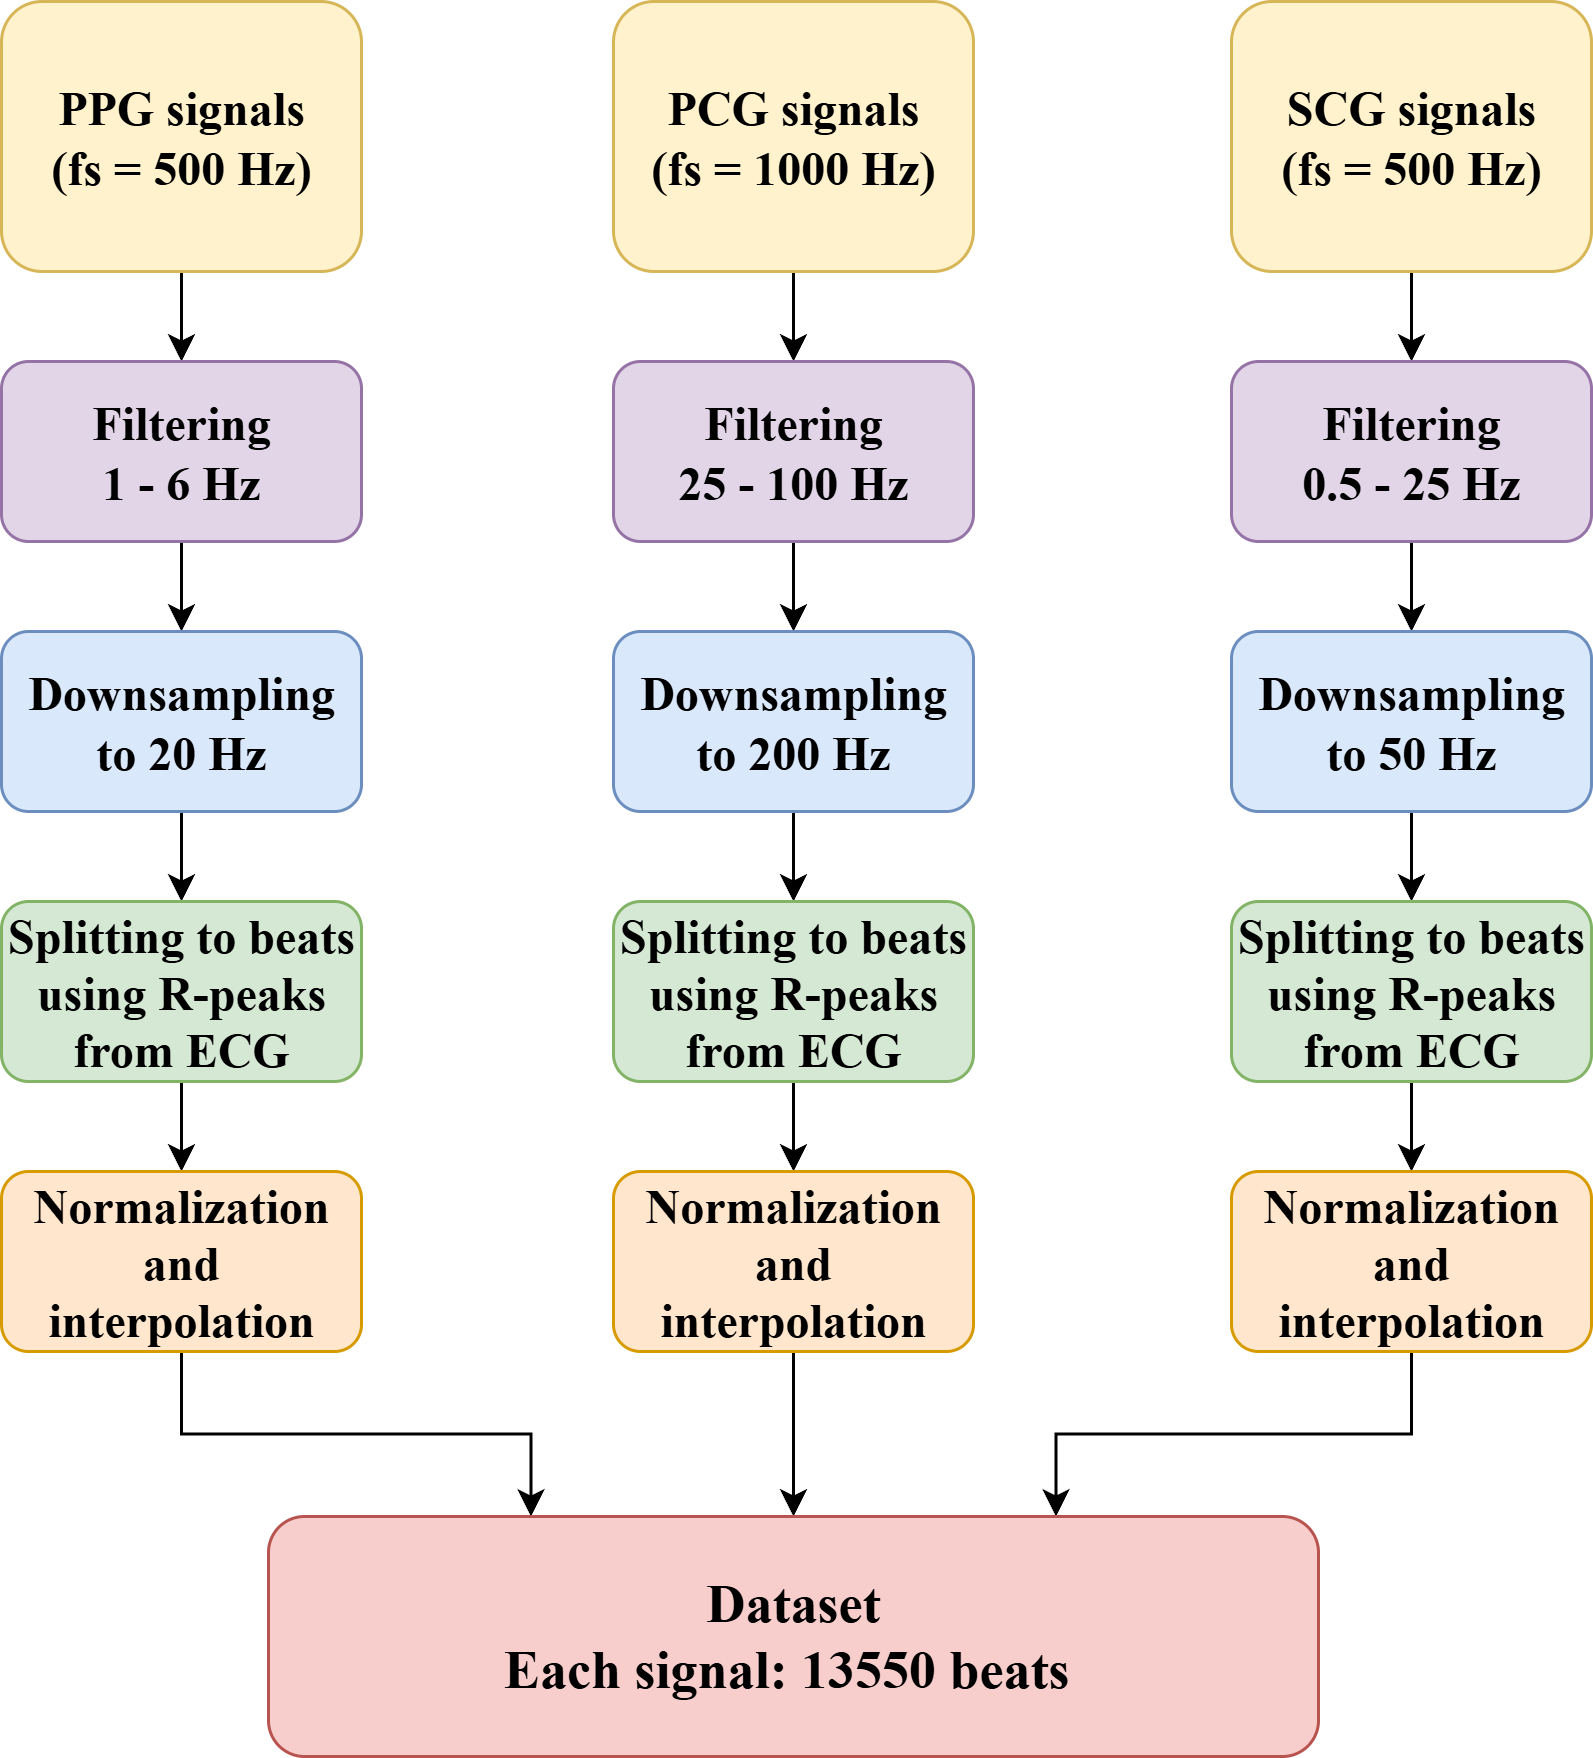 PPG signals
(fs = 500 Hz)
PCG signals
(fs = 1000 Hz)
SCG signals
(fs = 500 Hz)
Filtering
1 - 6 Hz
Filtering
25 - 100 Hz
Filtering
0.5 - 25 Hz
Downsampling
to 20 Hz
Downsampling
to 200 Hz
Downsampling
to 50 Hz
Splitting to beats
using R-peaks
from ECG
Splitting to beats
using R-peaks
from ECG
Splitting to beats
using R-peaks
from ECG
Normalization
and
interpolation
Normalization
and
interpolation
Normalization
and
interpolation
Dataset
Each signal: 13550 beats